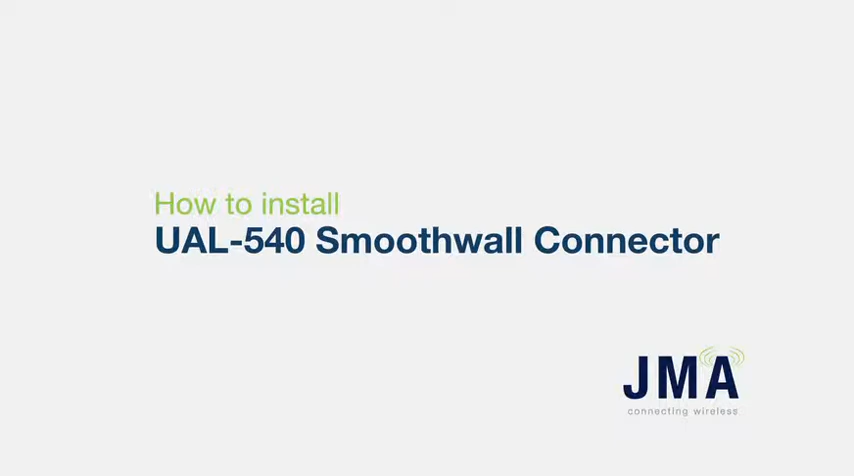 How to install
UAL-540 Smoothwall Connector
JMA
connecting wireless